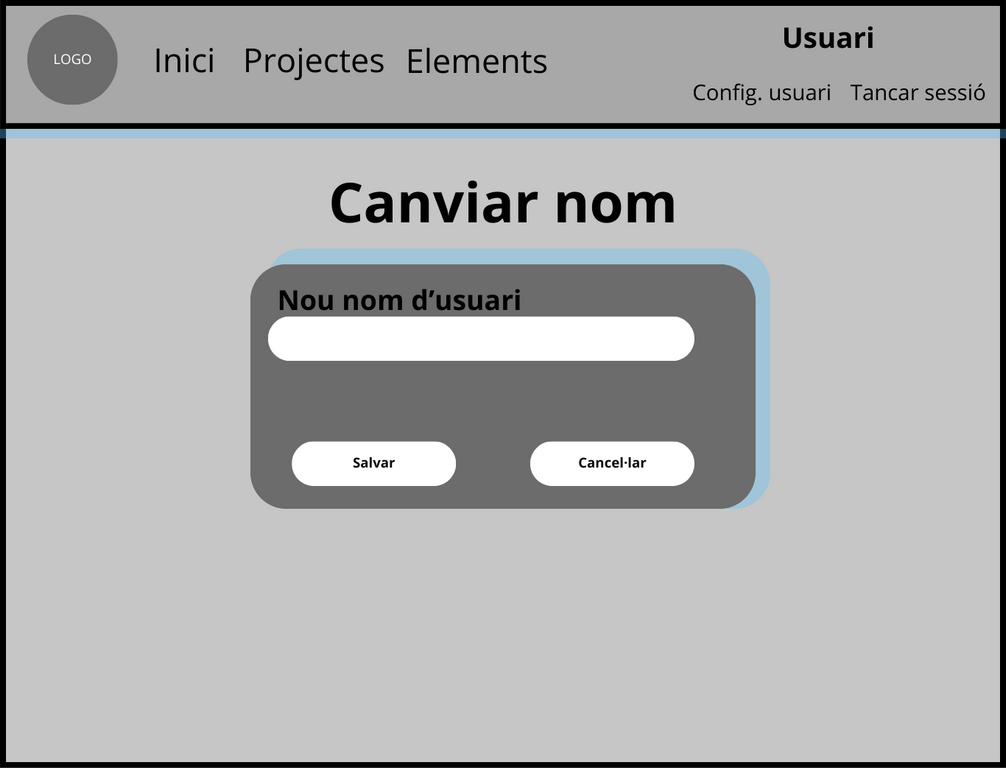 LOGO
Inici Projectes Elements
Usuari
Config. usuari Tancar sessió
Canviar nom
Nou nom d’usuari
Salvar Cancel·lar